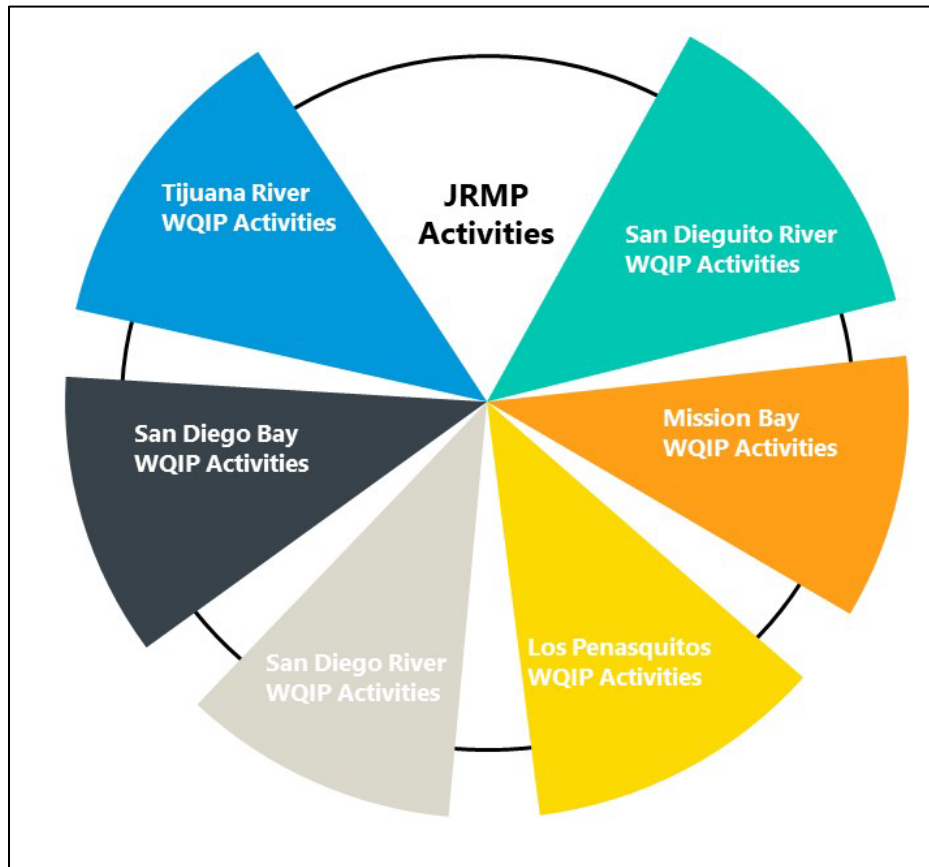 JRMP
Activities
Tijuana River
WQIP Activities
San Dieguito River
WQIP Activities
Mission Bay
WQIP Activities
San Diego Bay
WQIP Activities
Los Penasquitos
WQIP Activities
San Diego River
WQIP Activities